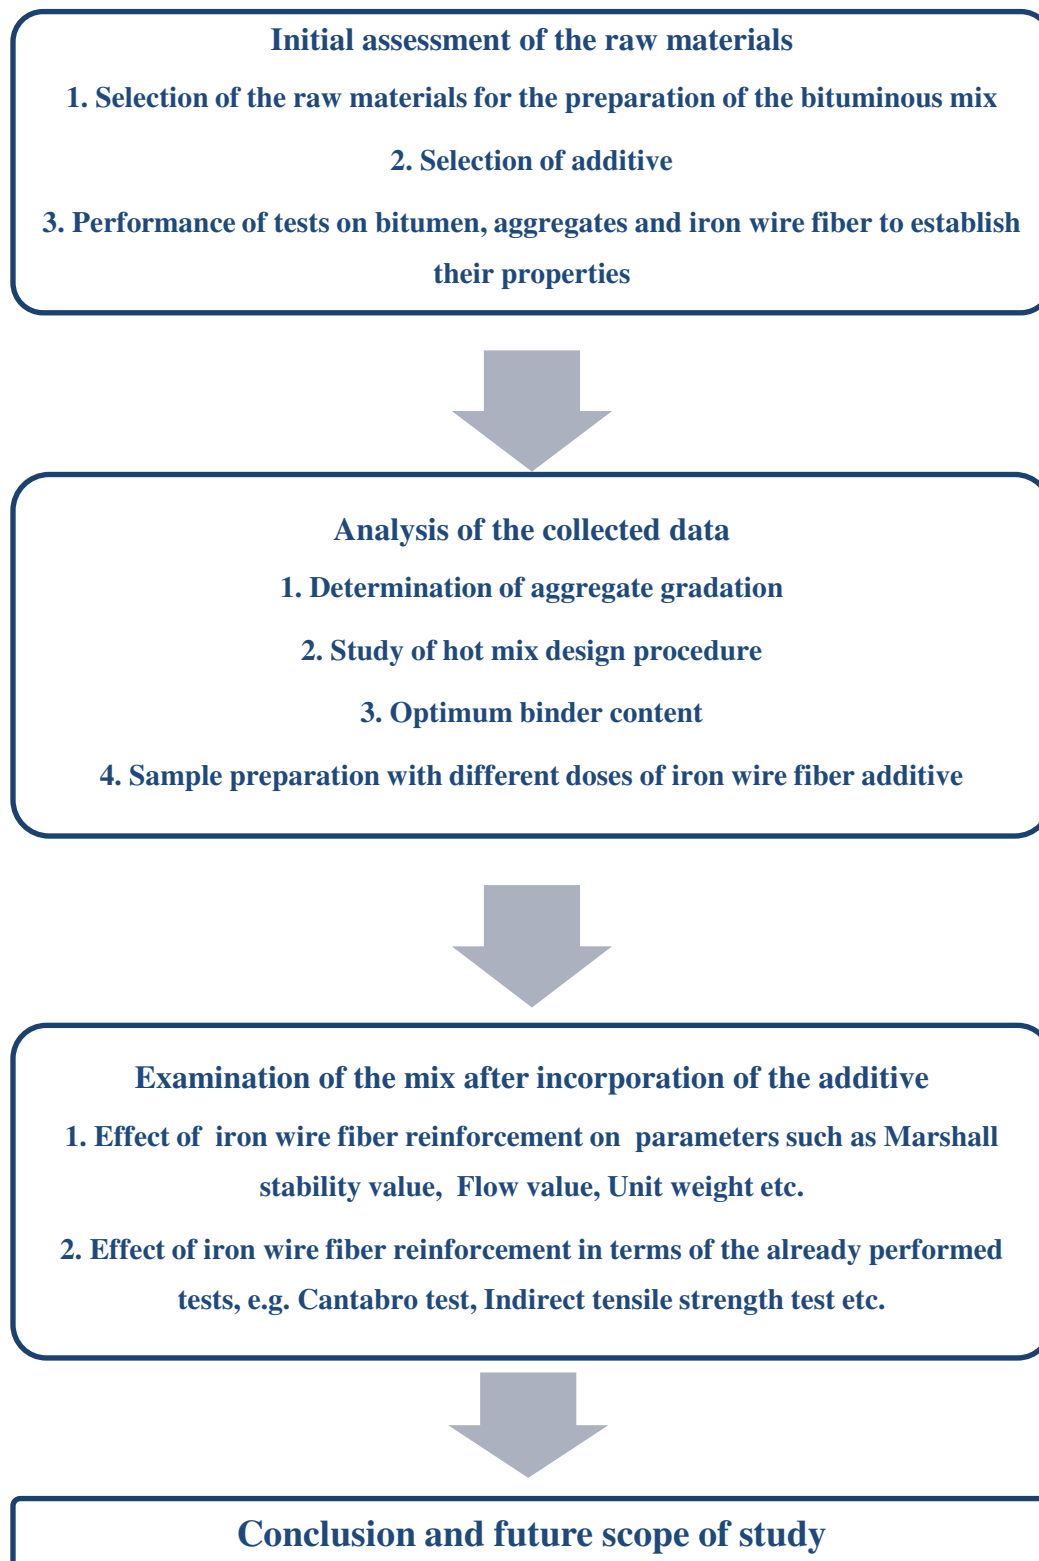 Initial assessment of the raw materials
1. Selection of the raw materials for the preparation of the bituminous mix
2. Selection of additive
3. Performance of tests on bitumen, aggregates and iron wire fiber to establish
their properties
Analysis of the collected data
1. Determination of aggregate gradation
2. Study of hot mix design procedure
3. Optimum binder content
4. Sample preparation with different doses of iron wire fiber additive
Examination of the mix after incorporation of the additive
1. Effect of  iron wire fiber reinforcement on  parameters such as Marshall
stability value,  Flow value, Unit weight etc.
2. Effect of iron wire fiber reinforcement in terms of the already performed
tests, e.g. Cantabro test, Indirect tensile strength test etc.
Conclusion and future scope of study